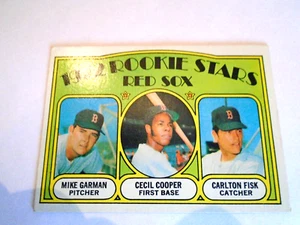 1972 ROOKIE STARS
RED SOX
B
B
MIKE GARMAN
PITCHER
CECIL COOPER
FIRST BASE
CARLTON FISK
CATCHER